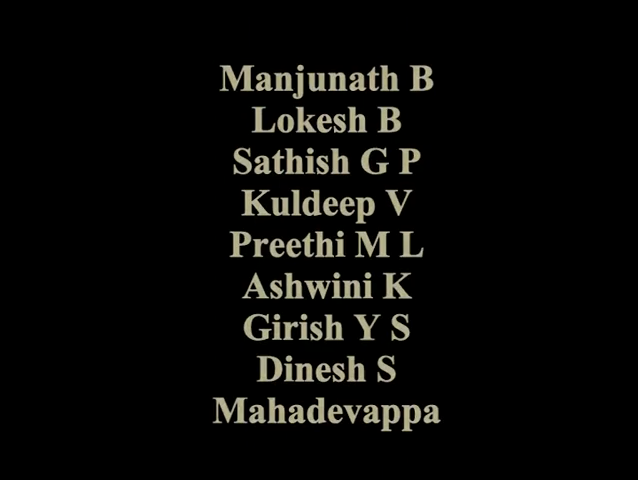 Manjunath B
Lokesh B
Sathish G P
Kuldeep V
Preethi M L
Ashwini K
Girish Y S
Dinesh S
Mahadevappa